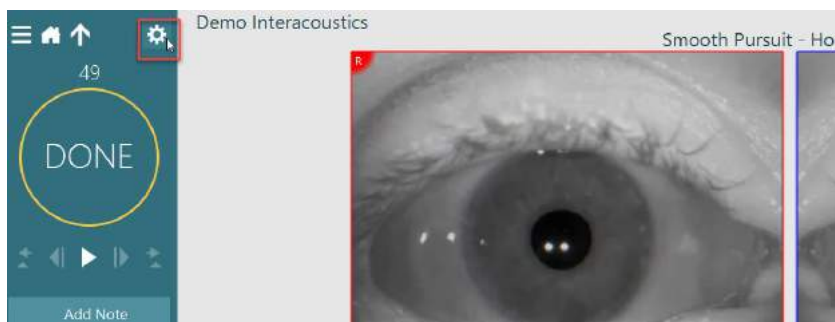 Demo Interacoustics
Smooth Pursuit - Ho
R
49
DONE
Add Note